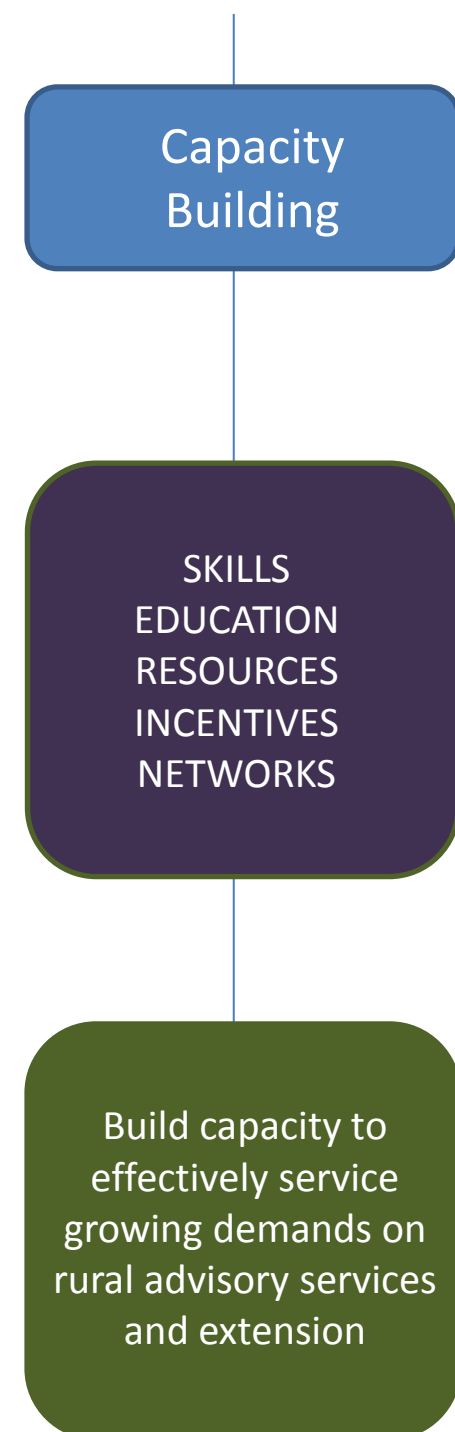 Capacity
Building
SKILLS
EDUCATION
RESOURCES
INCENTIVES
NETWORKS
Build capacity to
effectively service
growing demands on
rural advisory services
and extension